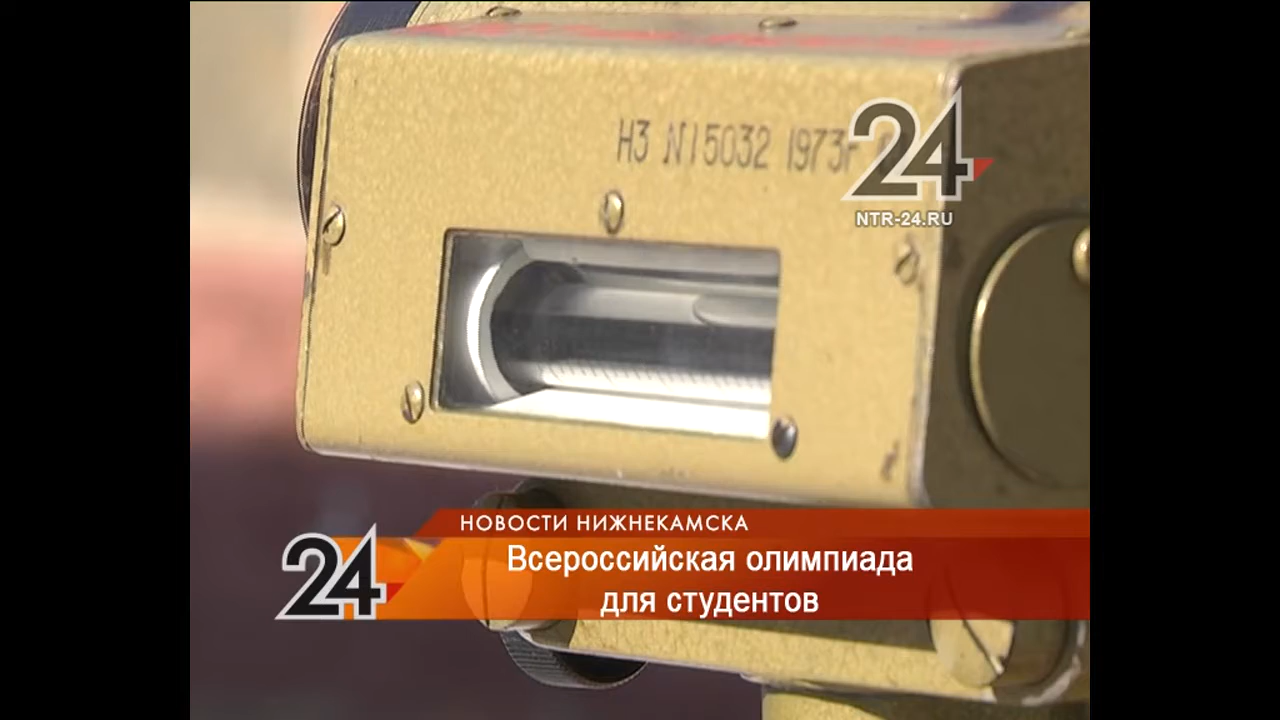 Н3 №15032 1973г
24
NTR-24.RU
НОВОСТИ НИЖНЕКАМСКА
24
Всероссийская олимпиада
для студентов